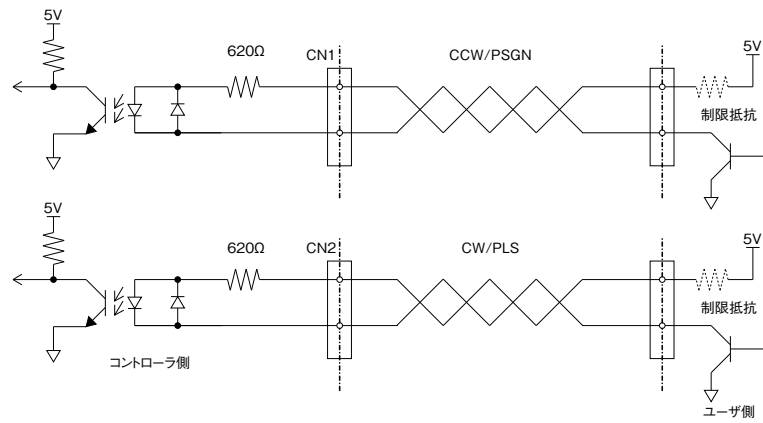 5V
620Ω
CN1
CCW/PSGN
5V
制限抵抗
5V
620Ω
CN2
CW/PLS
5V
制限抵抗
コントローラ側
ユーザ側